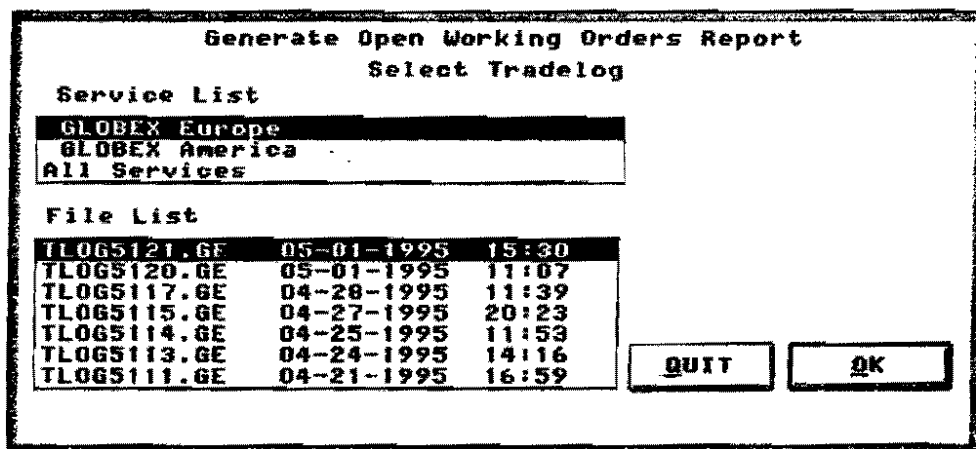 Generate Open Working Orders Report
Select Tradelog
Service List
GLOBEX Europe
GLOBEX America
All Services
File List
TLOG5121.GE 05-01-1995 15:30
TLOG5120.GE 05-01-1995 11:07
TLOG5117.GE 04-28-1995 11:39
TLOG5115.GE 04-27-1995 20:23
TLOG5114.GE 04-25-1995 11:53
TLOG5113.GE 04-24-1995 14:16
TLOG5111.GE 04-21-1995 16:59
QUIT OK